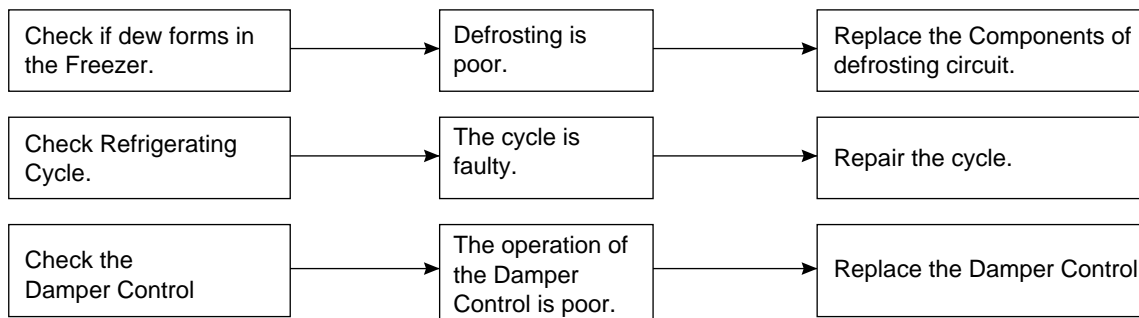 Check if dew forms in
the Freezer.
Defrosting is
poor.
Replace the Components of
defrosting circuit.
Check Refrigerating
Cycle.
The cycle is
faulty.
Repair the cycle.
Check the
Damper Control
The operation of
the Damper
Control is poor.
Replace the Damper Control